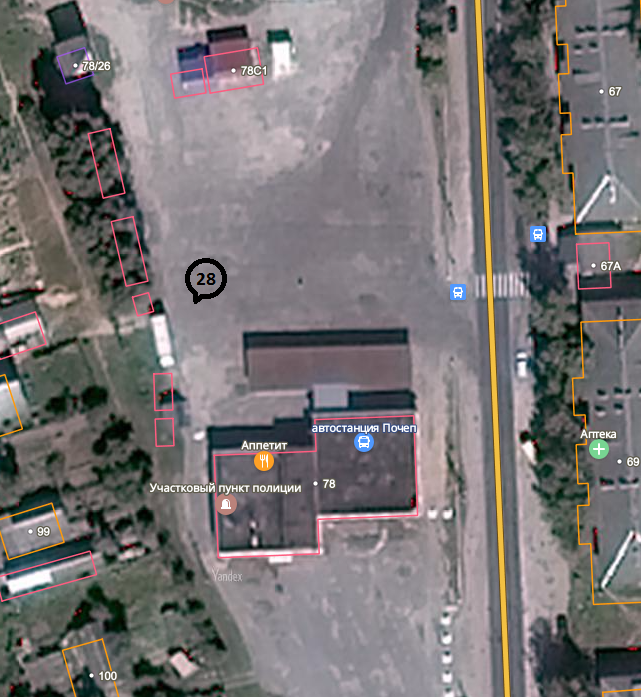 78/26
78С1
67
67А
28
автостанция Почеп
Аппетит
Аптека
69
Участковый пункт полиции
78
99
Yandex
100